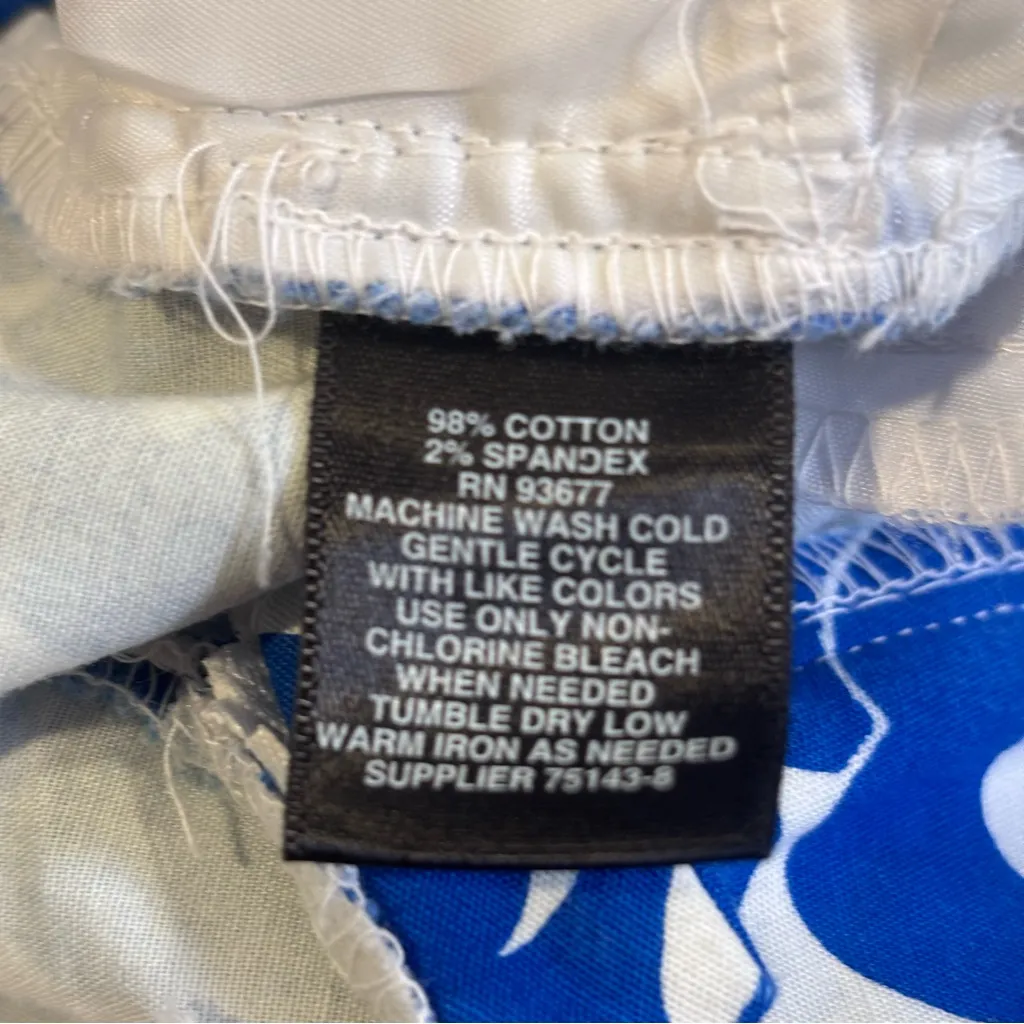 98% COTTON
2% SPANDEX
RN 93677
MACHINE WASH COLD
GENTLE CYCLE
WITH LIKE COLORS
USE ONLY NON-
CHLORINE BLEACH
WHEN NEEDED
TUMBLE DRY LOW
WARM IRON AS NEEDED
SUPPLIER 75143-8